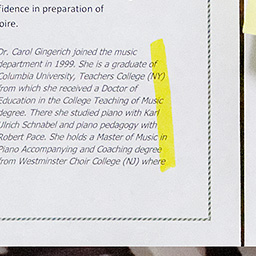 fidence in preparation of
oire.
Dr. Carol Gingerich joined the music
department in 1999. She is a graduate of
Columbia University, Teachers College (NY)
from which she received a Doctor of
Education in the College Teaching of Music
degree. There she studied piano with Karl
Ulrich Schnabel and piano pedagogy with
Robert Pace. She holds a Master of Music in
Piano Accompanying and Coaching degree
from Westminster Choir College (NJ) where